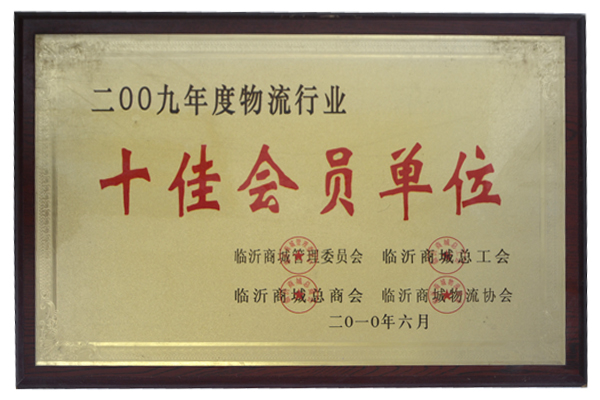 二00九年度物流行业
十佳会员单位
临沂商城管理委员会 临沂商城总工会
临沂商城总商会 临沂商城物流协会
二0一0年六月